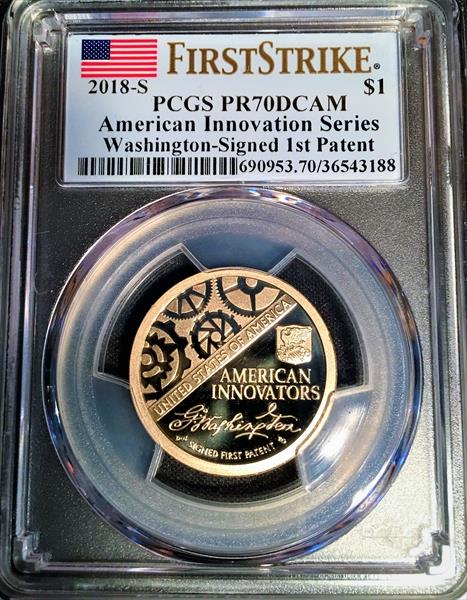 FIRSTSTRIKE®
2018-S $1
PCGS PR70DCAM
American Innovation Series
Washington-Signed 1st Patent
690953.70/36543188
UNITED STATES OF AMERICA
AMERICAN
INNOVATORS
G Washington
SIGNED FIRST PATENT